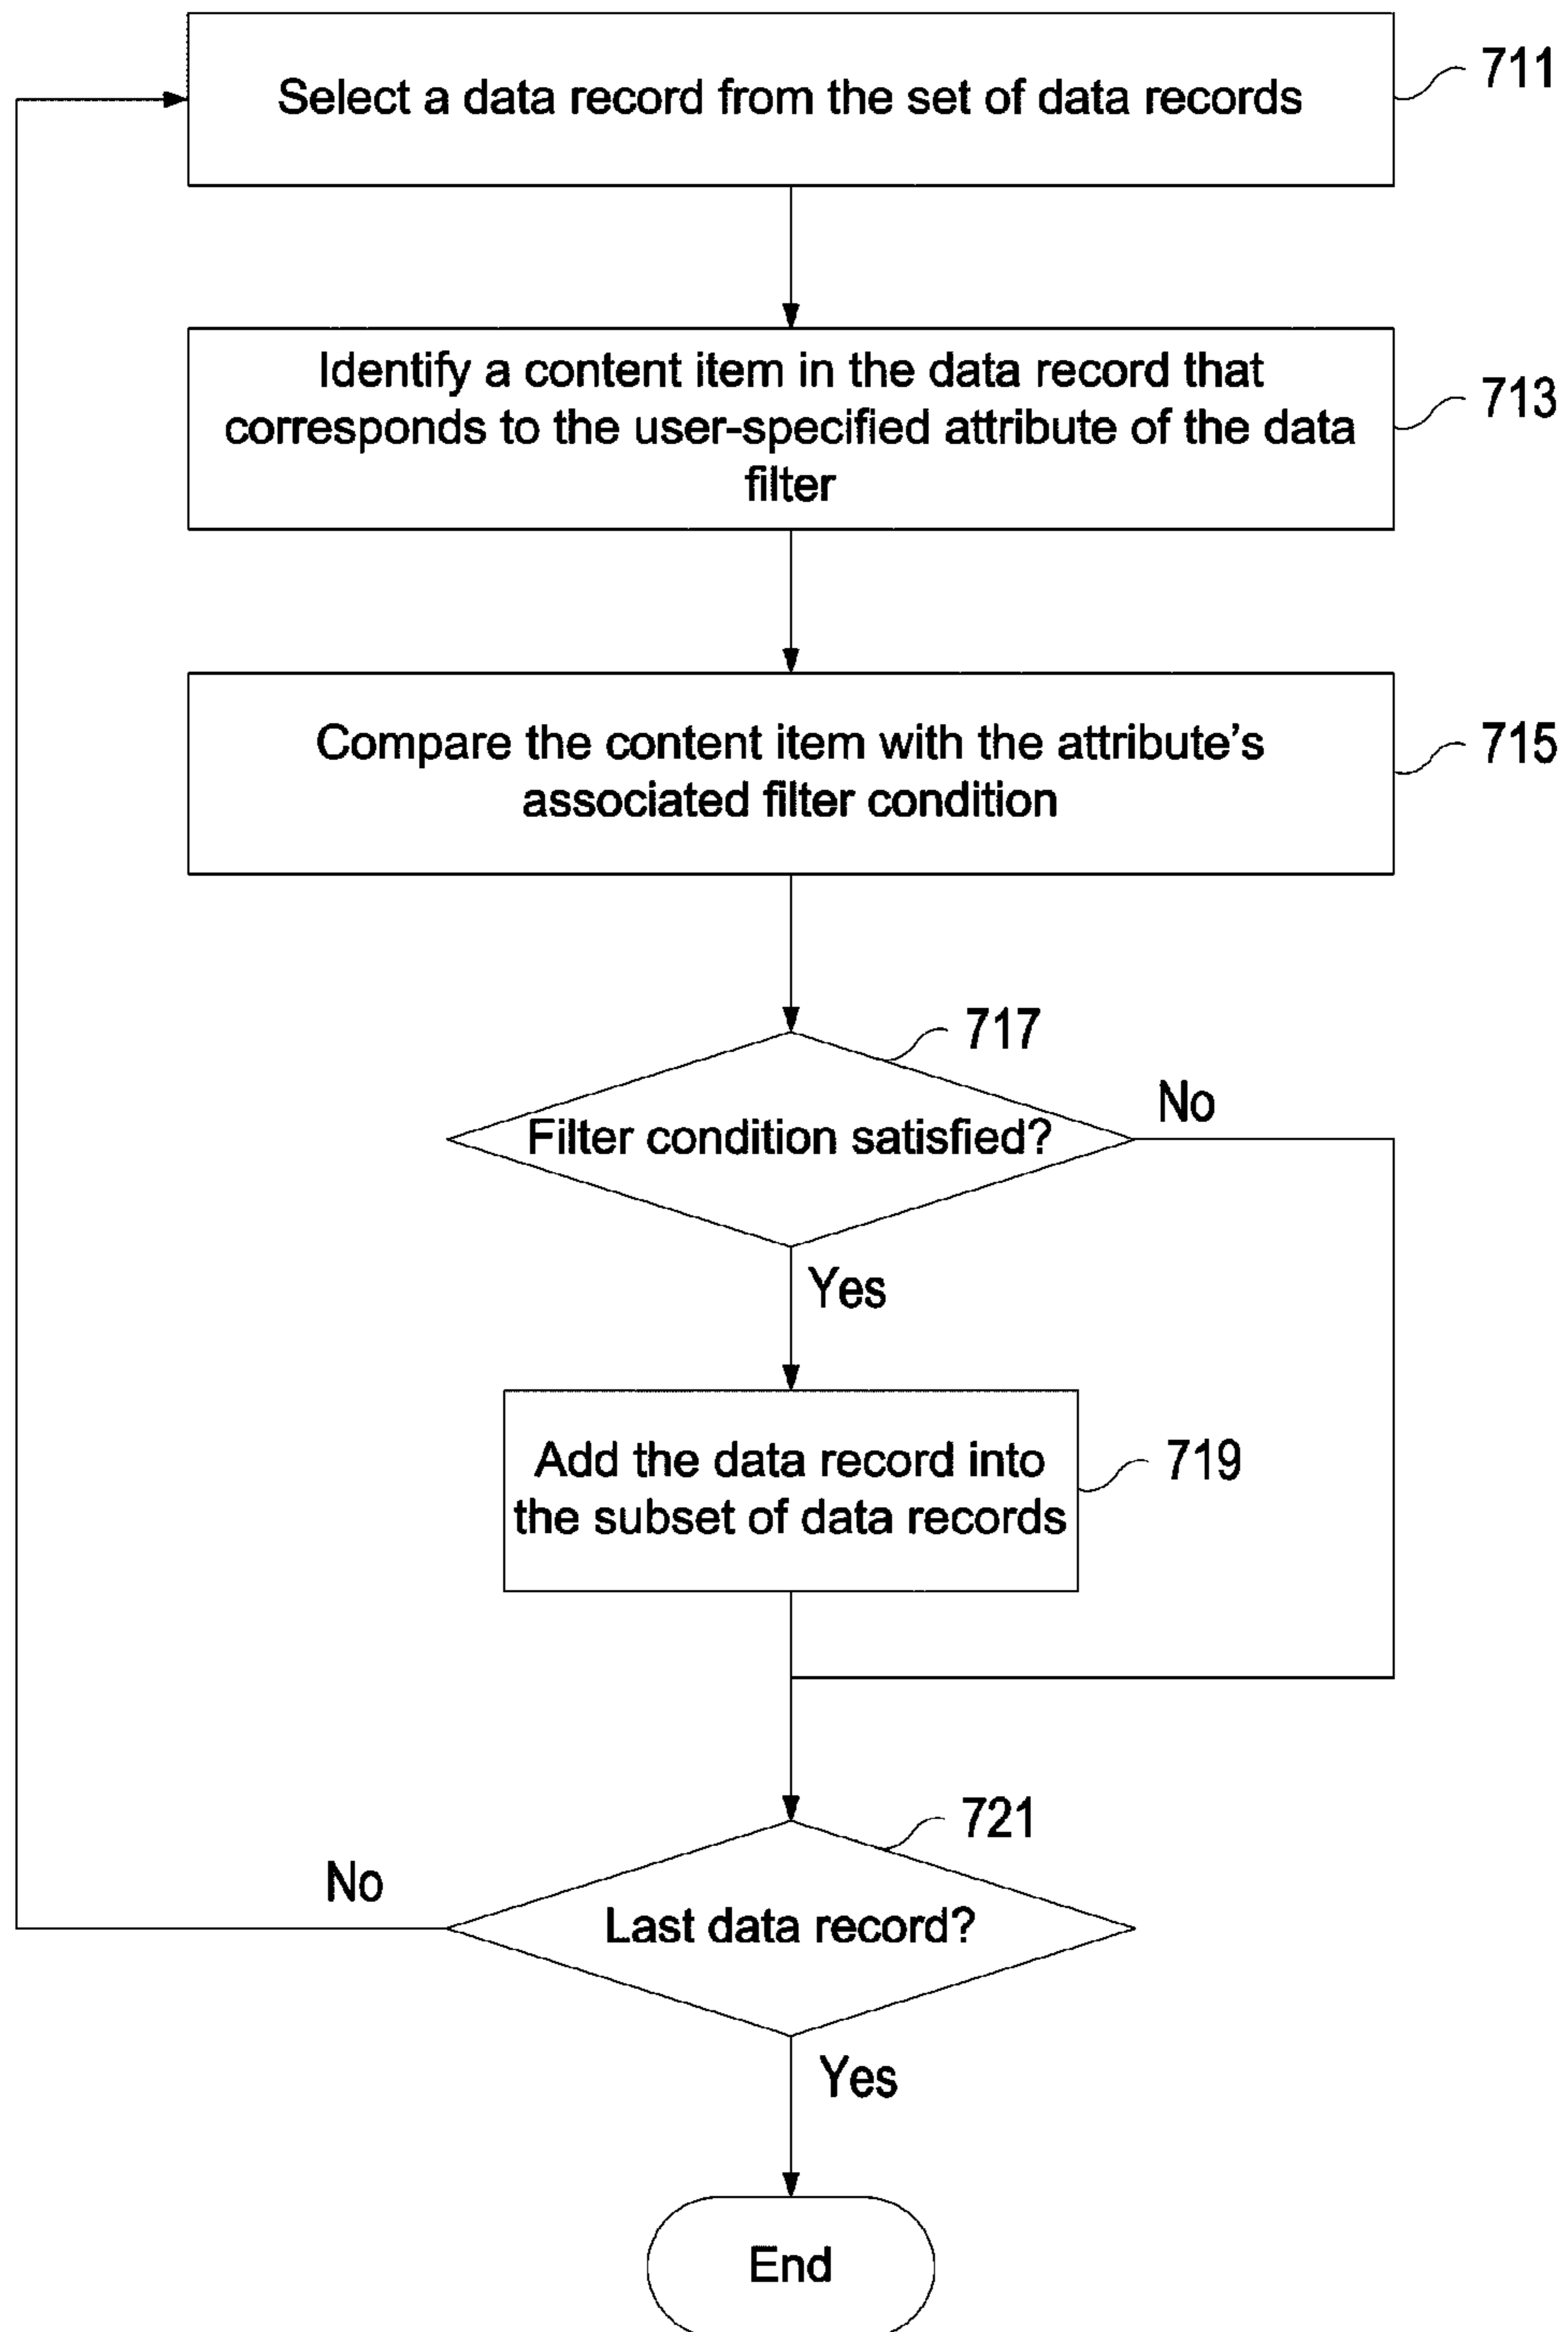 Select a data record from the set of data records
711
Identify a content item in the data record that
corresponds to the user-specified attribute of the data
filter
713
Compare the content item with the attribute’s
associated filter condition
715
717
Filter condition satisfied?
No
Yes
Add the data record into
the subset of data records
719
721
No
Last data record?
Yes
End